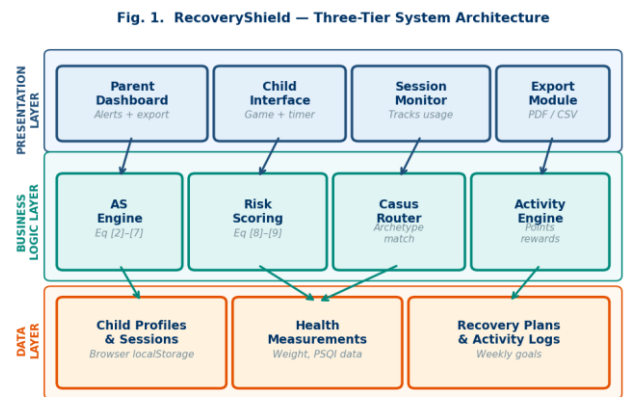 Fig. 1. RecoveryShield — Three-Tier System Architecture
PRESENTATION
LAYER
Parent
Dashboard
Alerts + export
Child
Interface
Game + timer
Session
Monitor
Tracks usage
Export
Module
PDF / CSV
BUSINESS
LOGIC LAYER
AS
Engine
Eq [2]–[7]
Risk
Scoring
Eq [8]–[9]
Casus
Router
Archetype
match
Activity
Engine
Points
rewards
DATA
LAYER
Child Profiles
& Sessions
Browser localStorage
Health
Measurements
Weight, PSQI data
Recovery Plans
& Activity Logs
Weekly goals